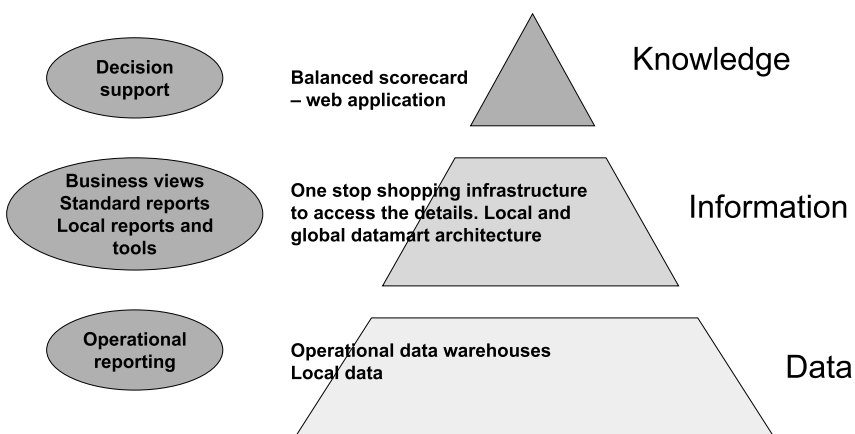 Decision
support
Balanced scorecard
– web application
Knowledge
Business views
Standard reports
Local reports and
tools
One stop shopping infrastructure
to access the details. Local and
global datamart architecture
Information
Operational
reporting
Operational data warehouses
Local data
Data